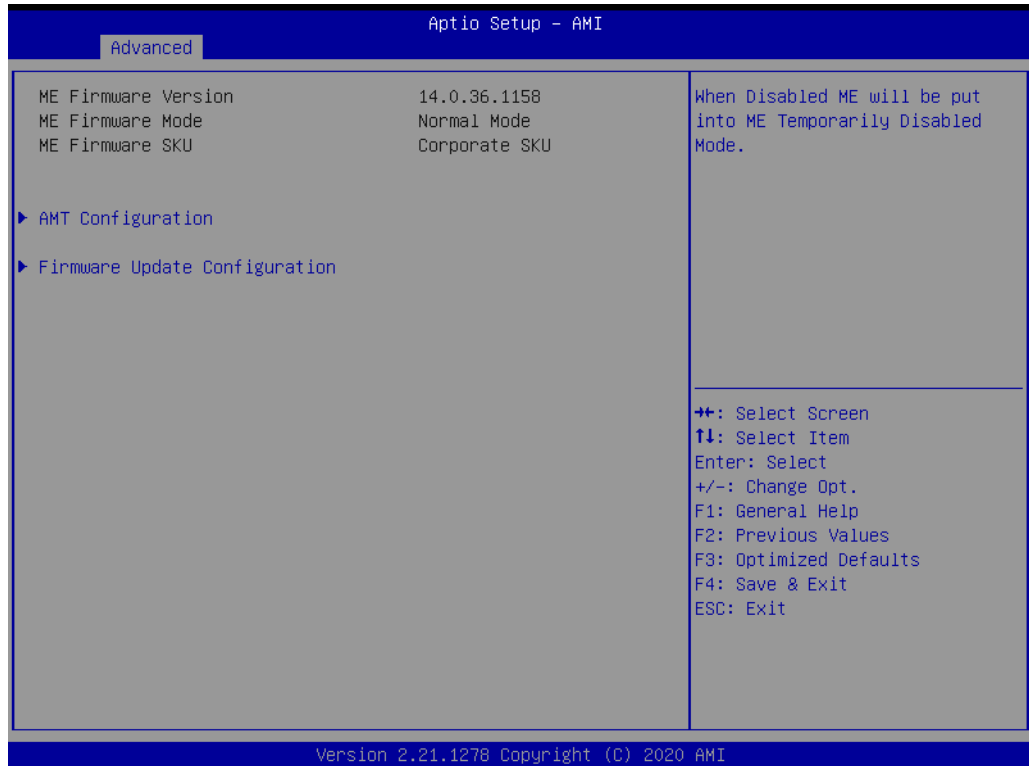 Aptio Setup – AMI
Advanced
ME Firmware Version 14.0.36.1158
ME Firmware Mode Normal Mode
ME Firmware SKU Corporate SKU
AMT Configuration
Firmware Update Configuration
When Disabled ME will be put
into ME Temporarily Disabled
Mode.
→←: Select Screen
↑↓: Select Item
Enter: Select
+/-: Change Opt.
F1: General Help
F2: Previous Values
F3: Optimized Defaults
F4: Save & Exit
ESC: Exit
Version 2.21.1278 Copyright (C) 2020 AMI